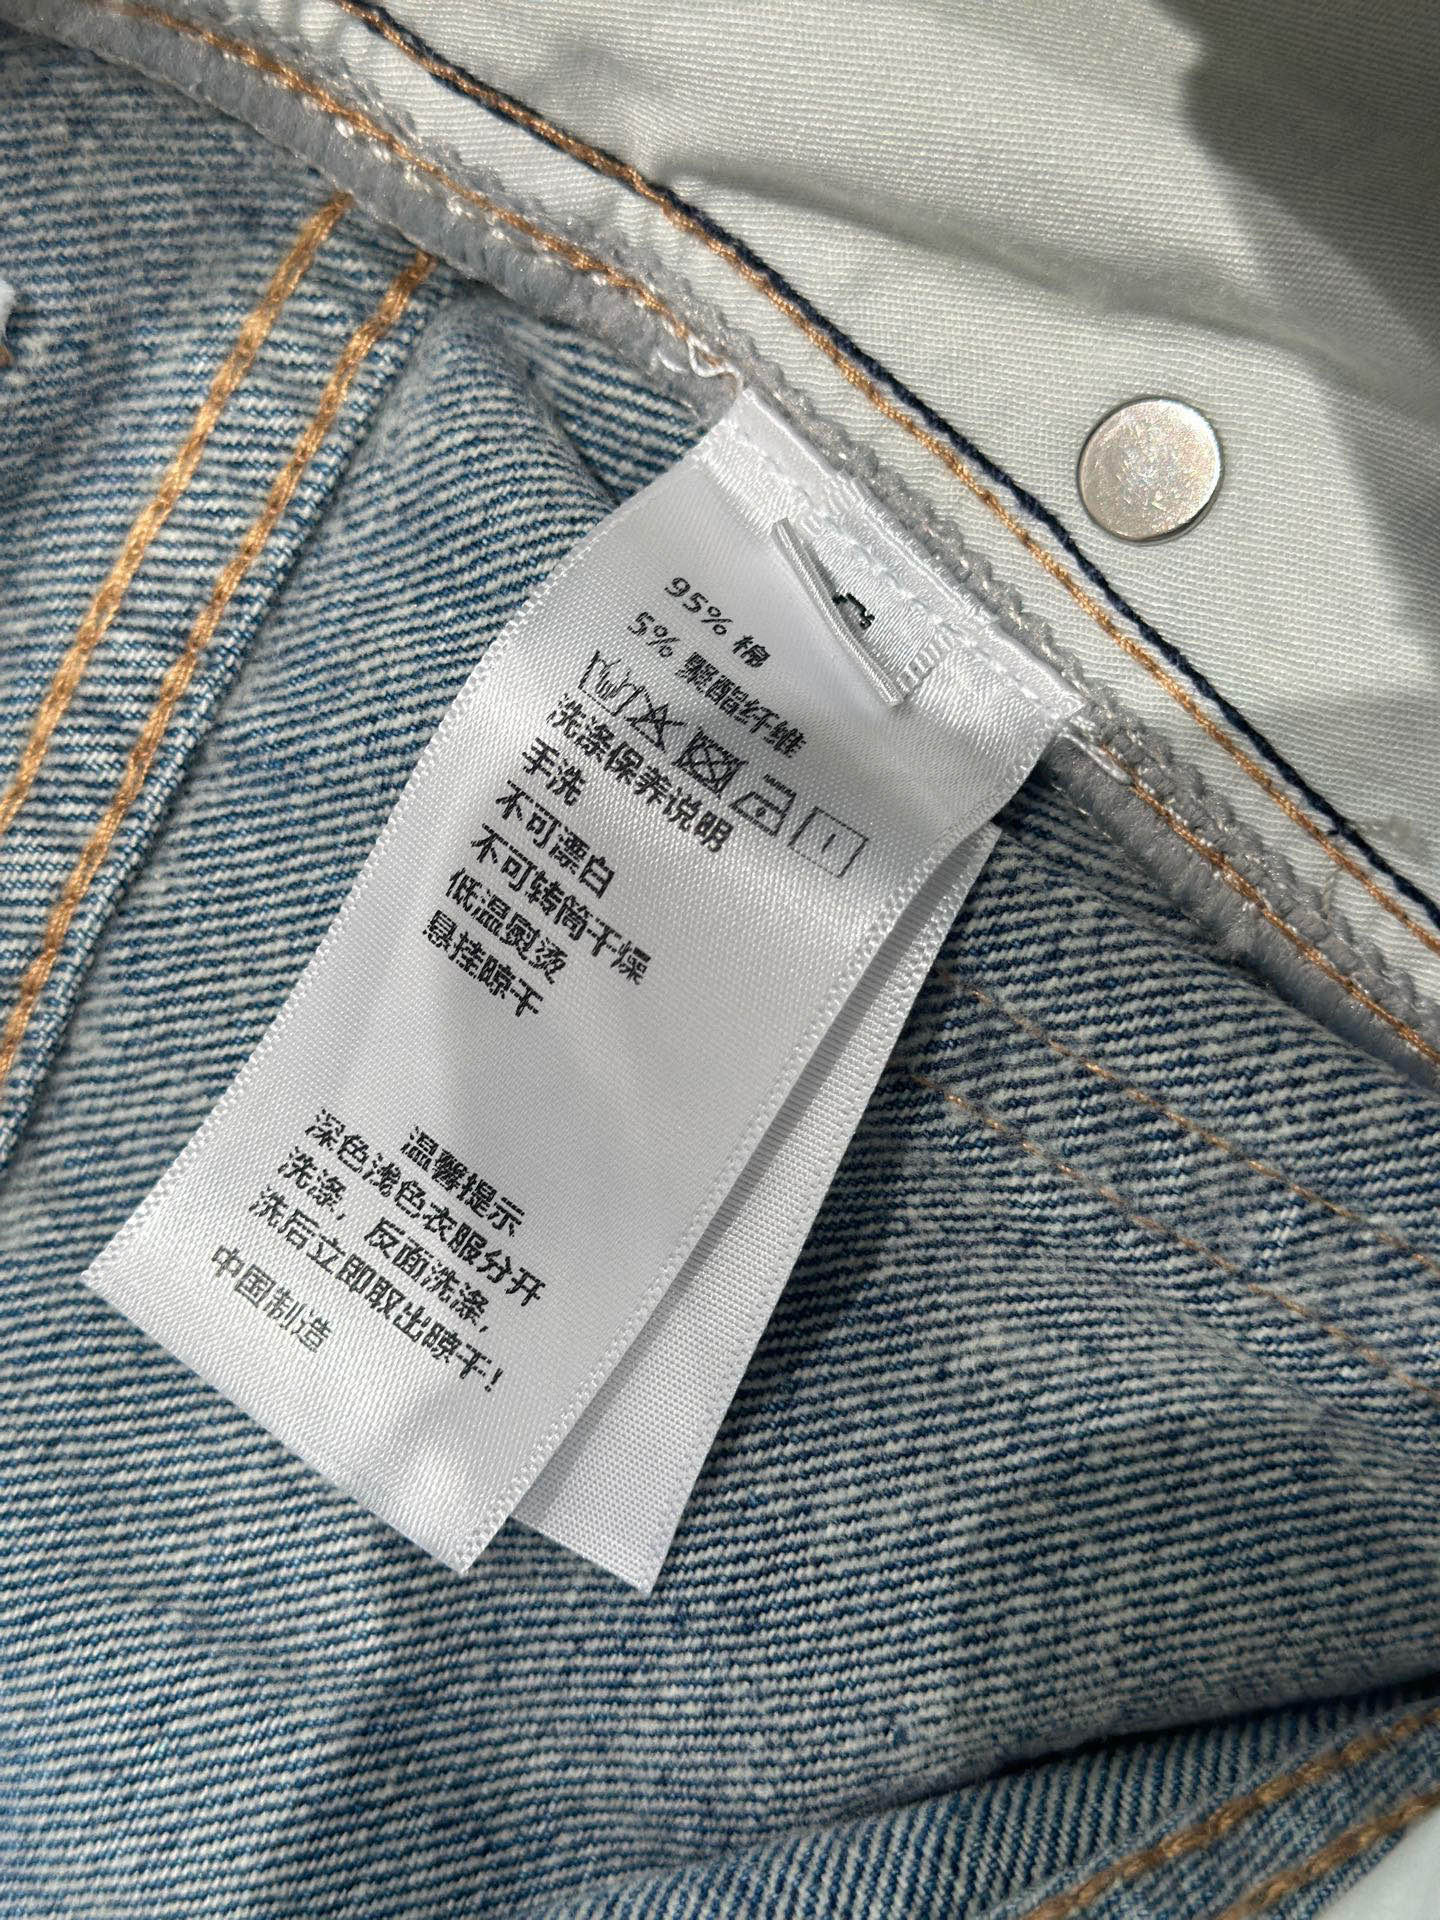 95% 棉
5% 聚酯纤维
洗涤保养说明
手洗
不可漂白
不可转筒干燥
低温熨烫
悬挂晾干
温馨提示
深色浅色衣服分开
洗涤，反面洗涤，
洗后立即取出晾干！
中国制造